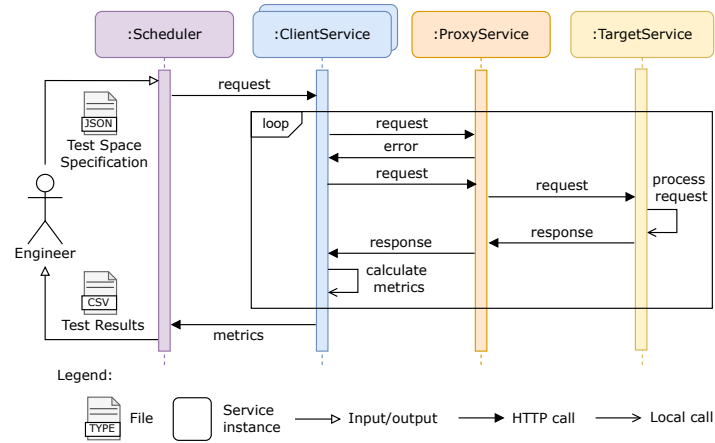 :Scheduler
:ClientService
:ProxyService
:TargetService
request
JSON
Test Space
Specification
loop
request
error
request
request
process
request
response
response
Engineer
calculate
metrics
CSV
Test Results
metrics
Legend:
TYPE
File
Service
instance
Input/output
HTTP call
Local call